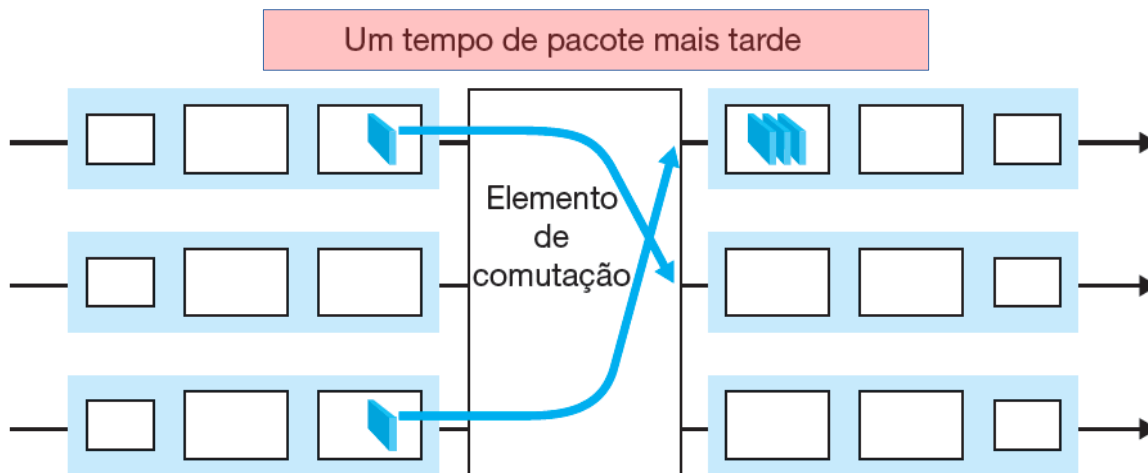 Um tempo de pacote mais tarde
Elemento
de
comutação